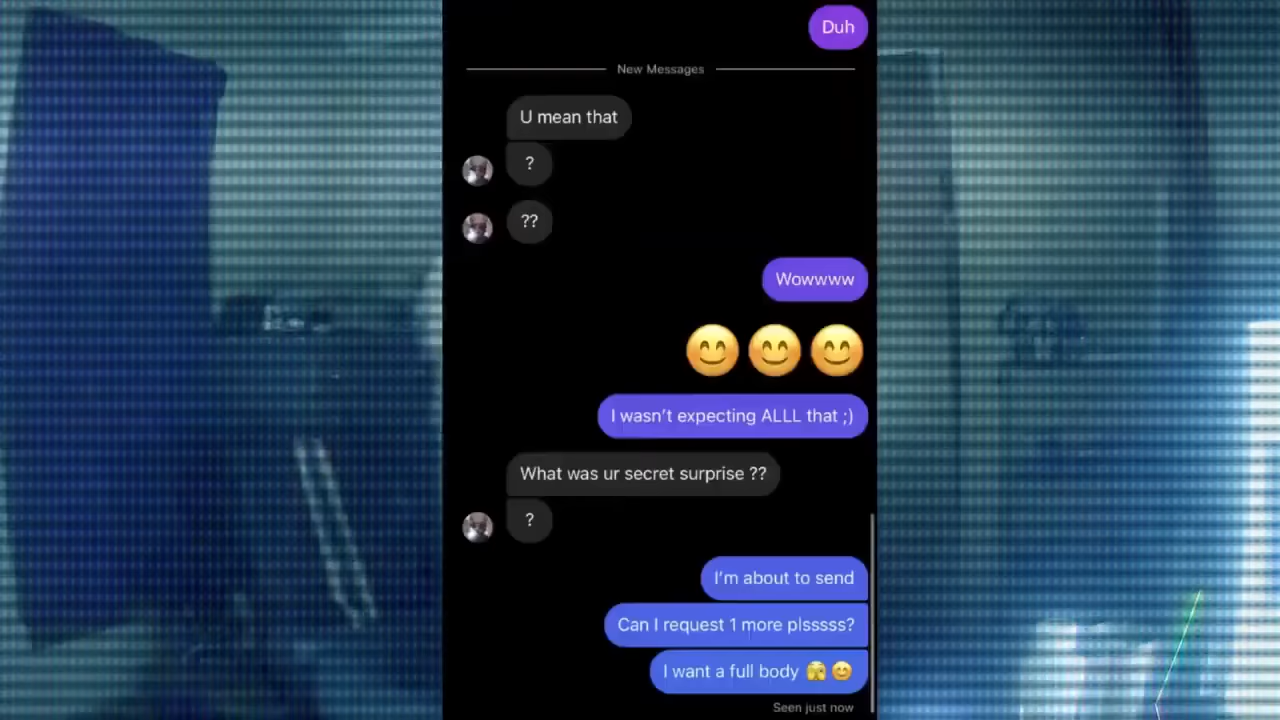 Duh
New Messages
U mean that
?
??
Wowwww
😊😊😊
I wasn't expecting ALLL that ;)
What was ur secret surprise ??
?
I'm about to send
Can I request 1 more plsssss?
I want a full body 🫣😊
Seen just now